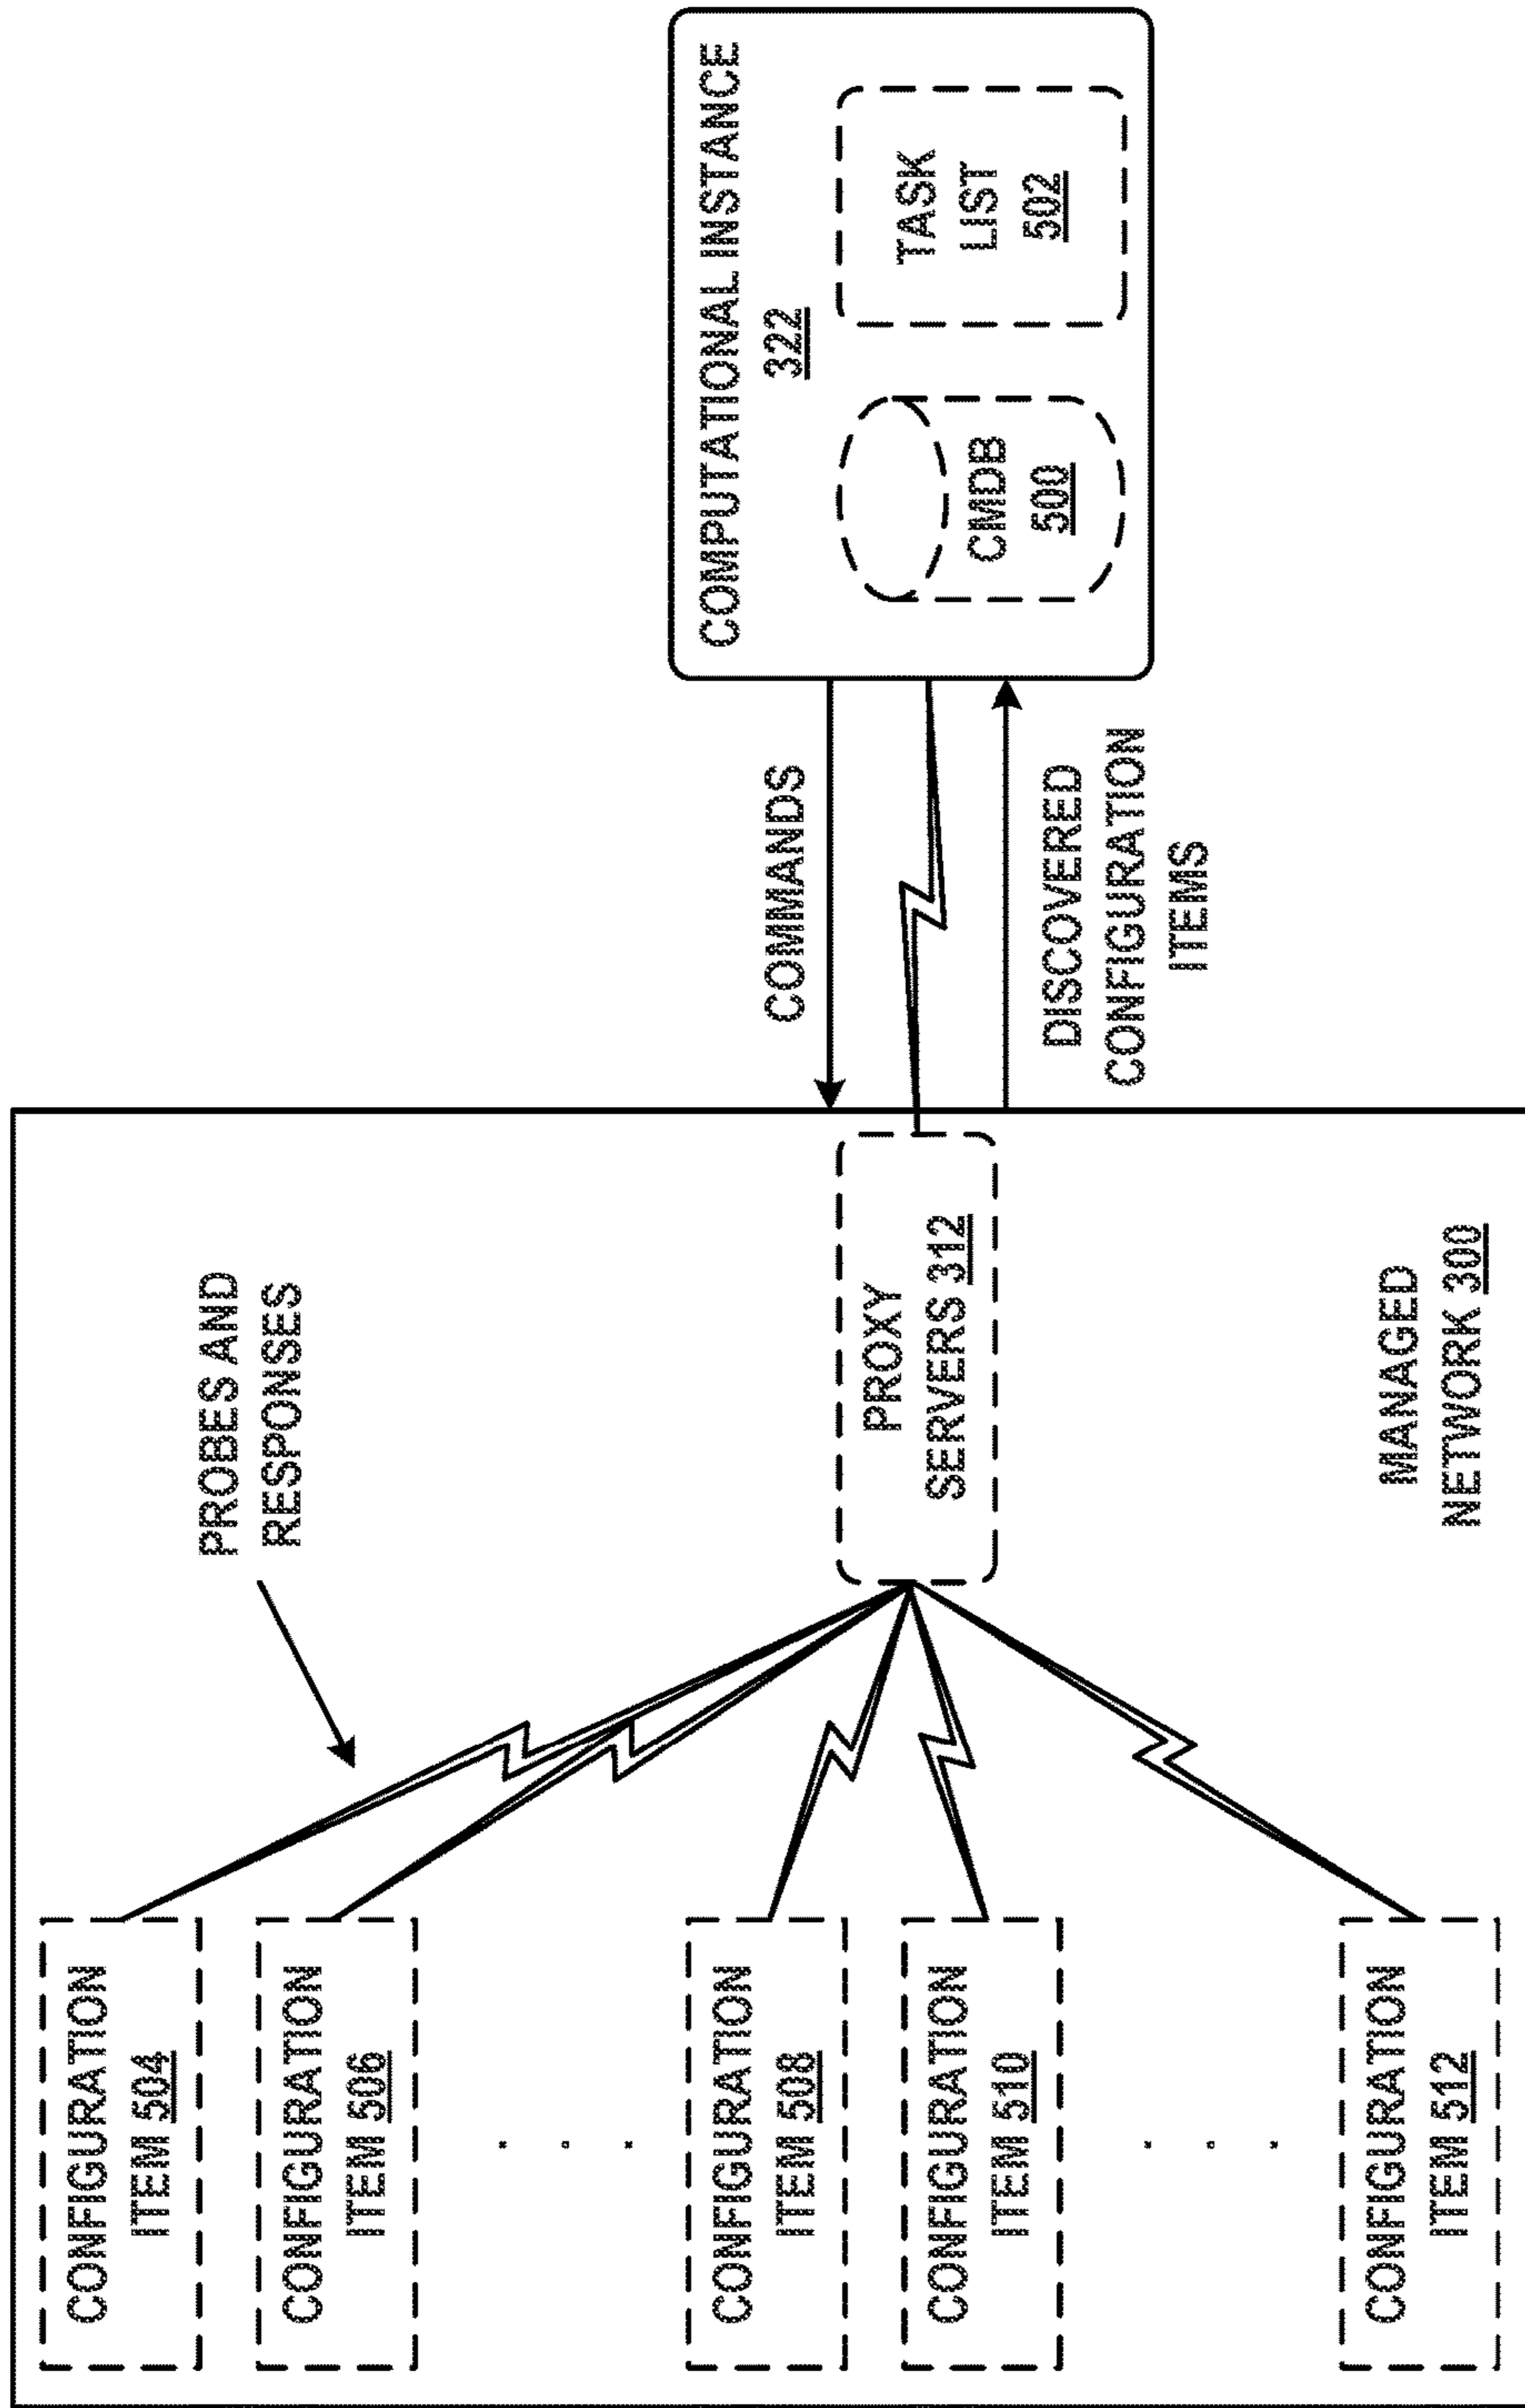 CONFIGURATION
ITEM 504
CONFIGURATION
ITEM 506
CONFIGURATION
ITEM 508
CONFIGURATION
ITEM 510
CONFIGURATION
ITEM 512
PROBES AND
RESPONSES
PROXY
SERVERS 312
MANAGED
NETWORK 300
COMMANDS
DISCOVERED
CONFIGURATION
ITEMS
COMPUTATIONAL INSTANCE
322
CMDB
500
TASK
LIST
502